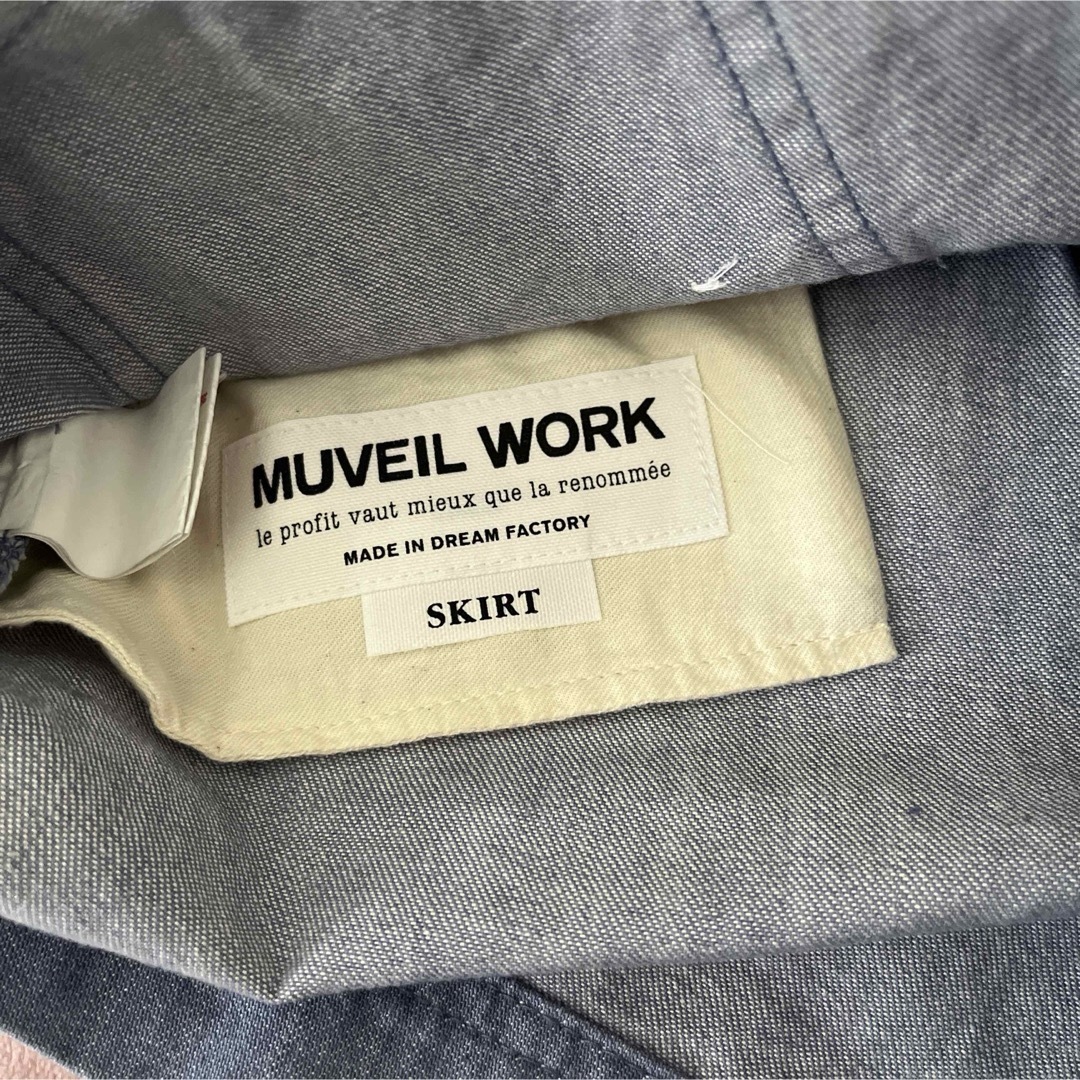 MUVEIL WORK
le profit vaut mieux que la renommée
MADE IN DREAM FACTORY
SKIRT